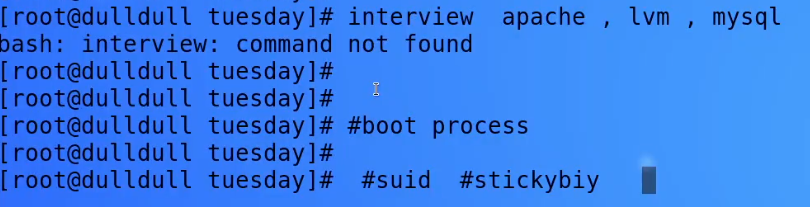 [root@dulldull tuesday]# interview  apache , lvm , mysql
bash: interview: command not found
[root@dulldull tuesday]#
[root@dulldull tuesday]#
[root@dulldull tuesday]# #boot process
[root@dulldull tuesday]#
[root@dulldull tuesday]#  #suid  #stickybiy